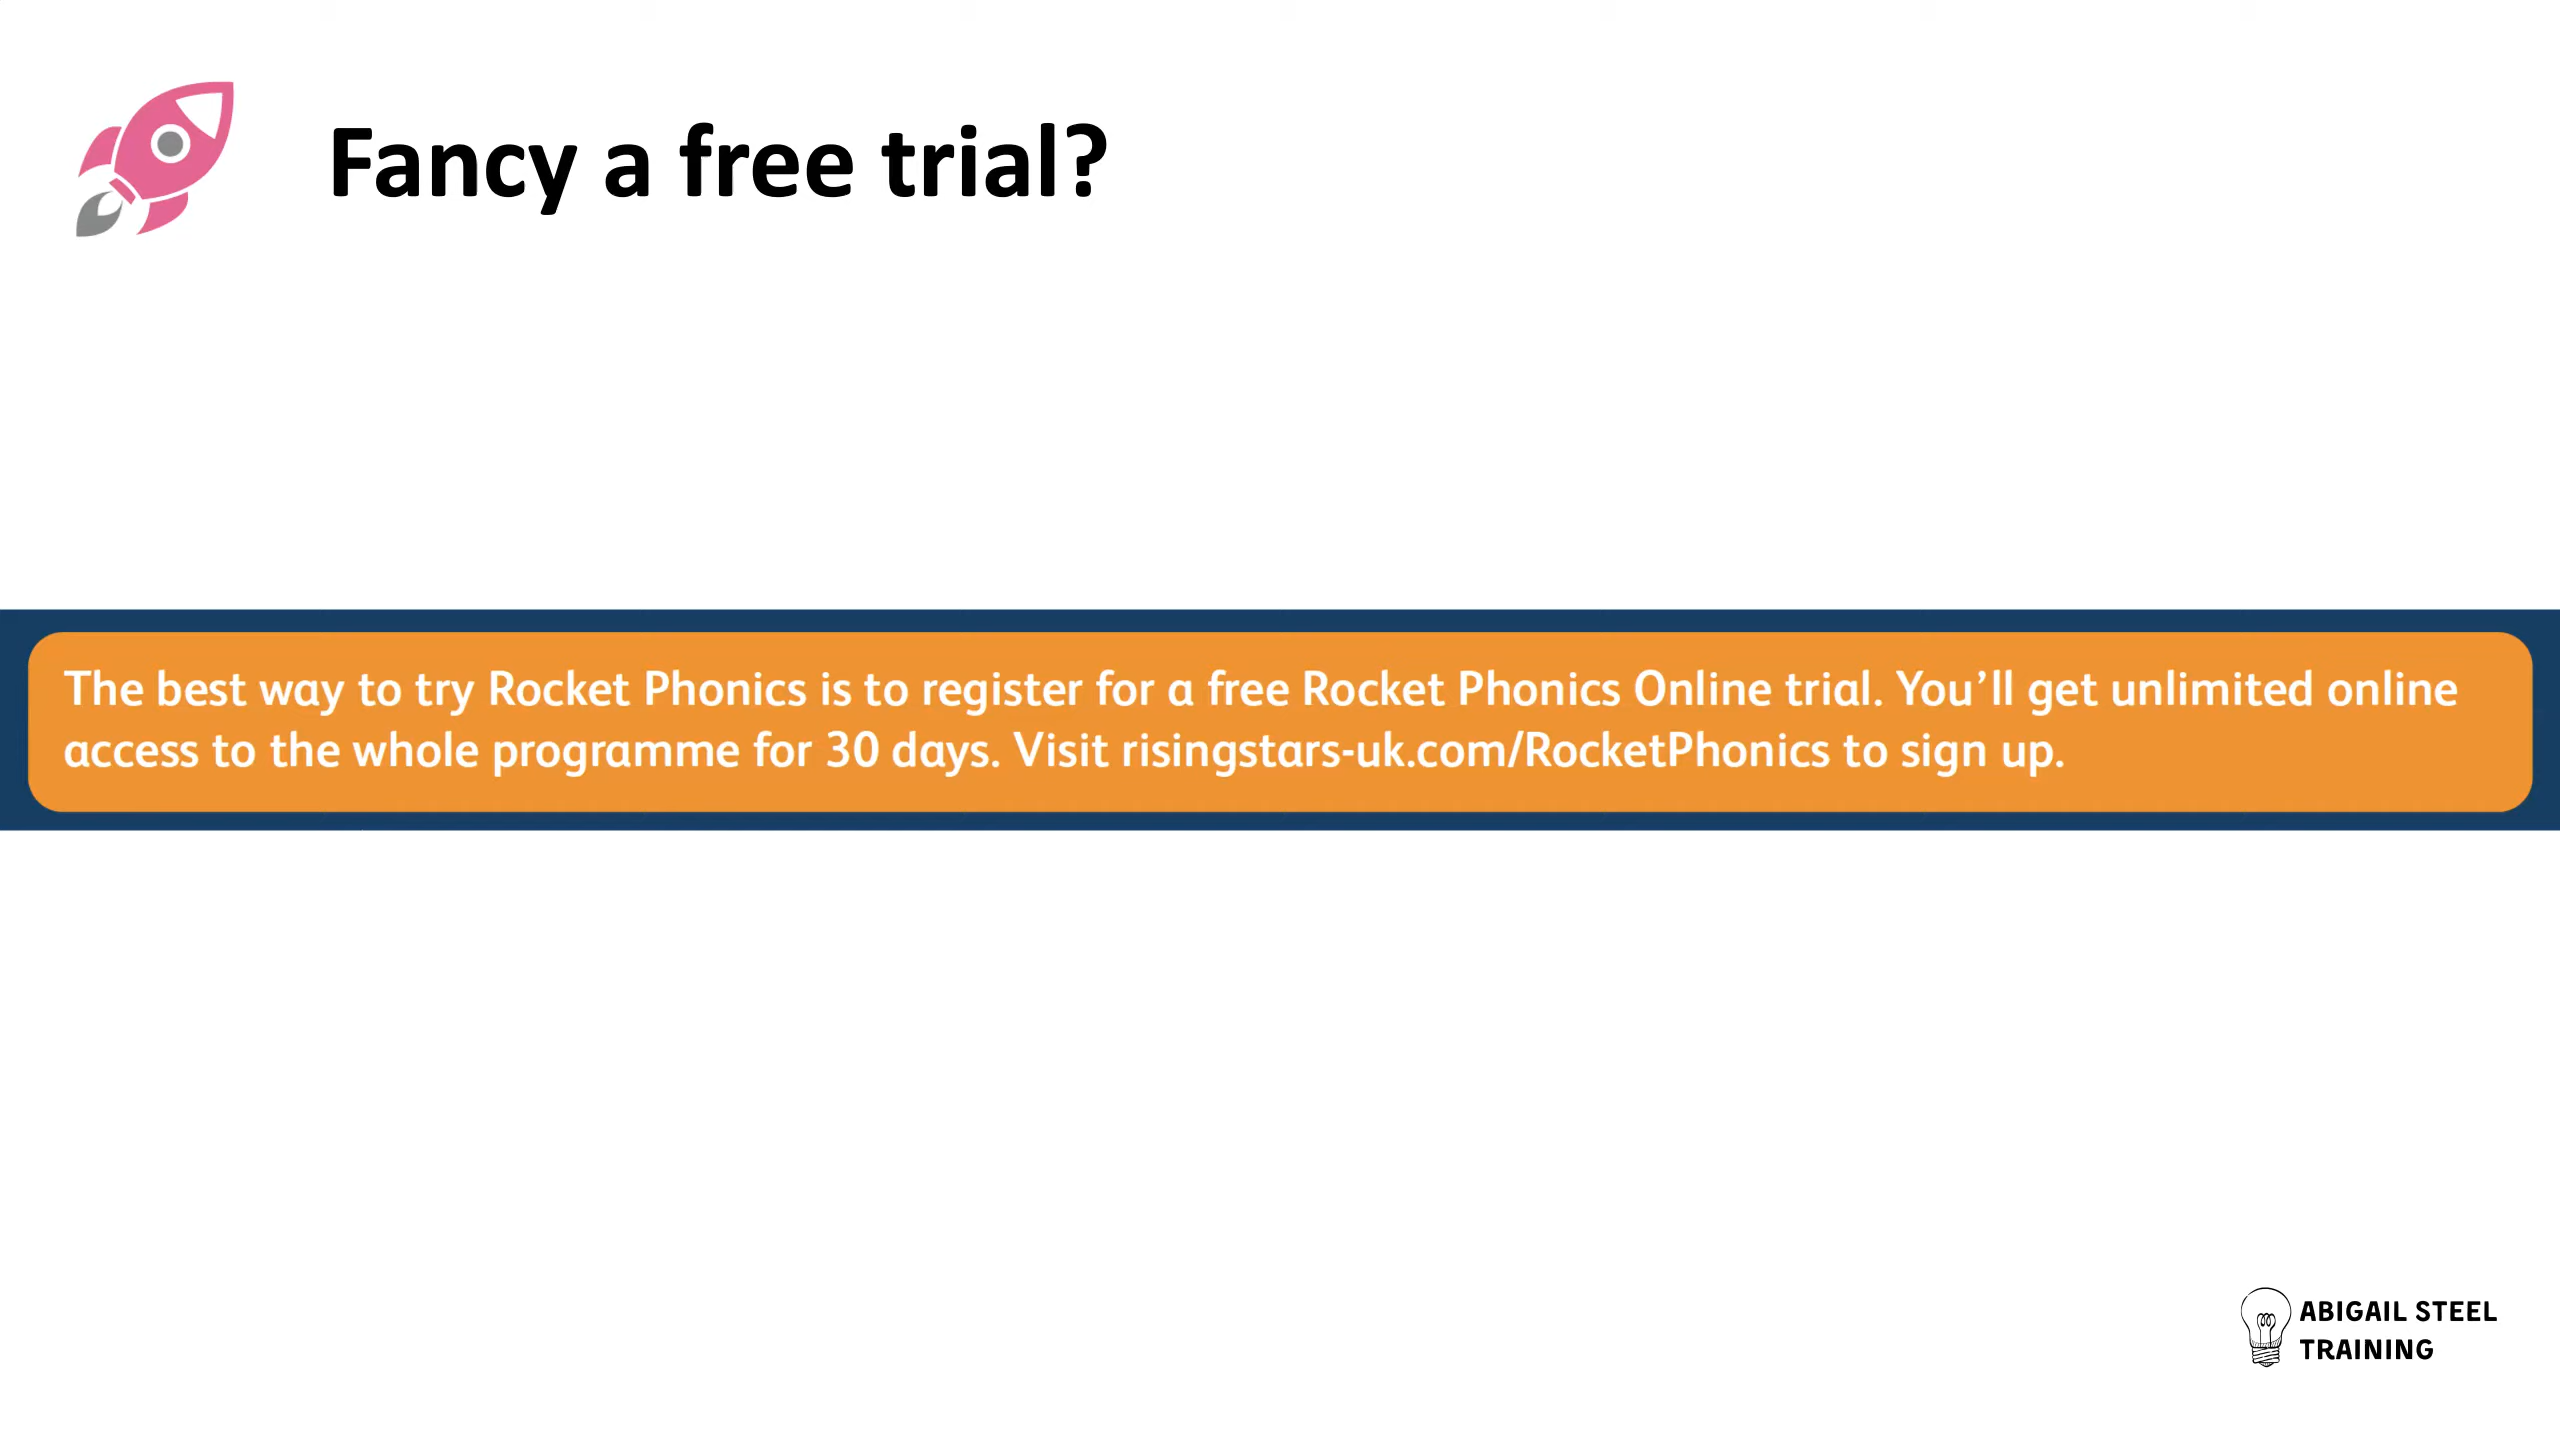 Fancy a free trial?
The best way to try Rocket Phonics is to register for a free Rocket Phonics Online trial. You’ll get unlimited online
access to the whole programme for 30 days. Visit risingstars-uk.com/RocketPhonics to sign up.
ABIGAIL STEEL
TRAINING